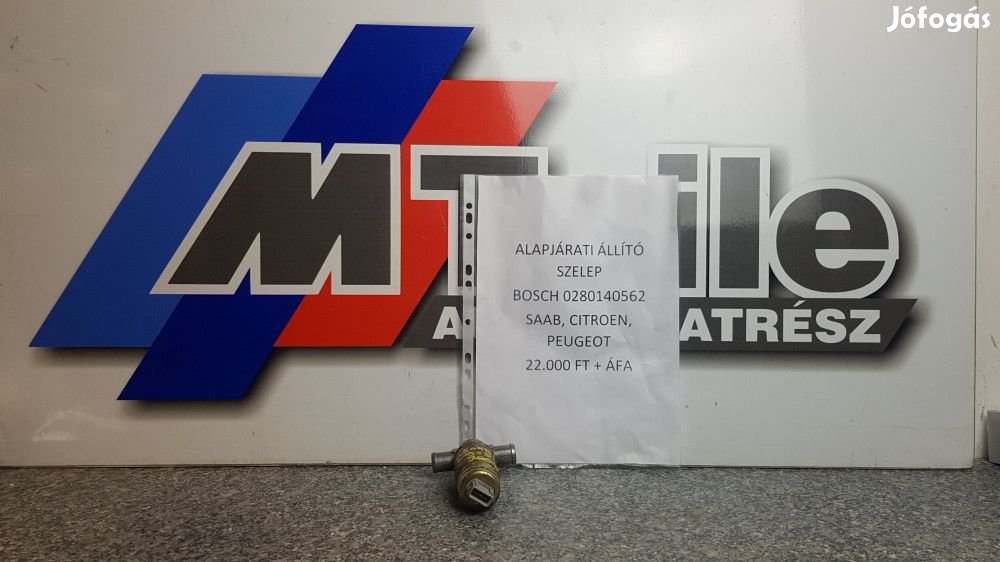 Jófogás
ALAPJÁRATI ÁLLÍTÓ
SZELEP
BOSCH 0280140562
SAAB, CITROEN,
PEUGEOT
22.000 FT + ÁFA